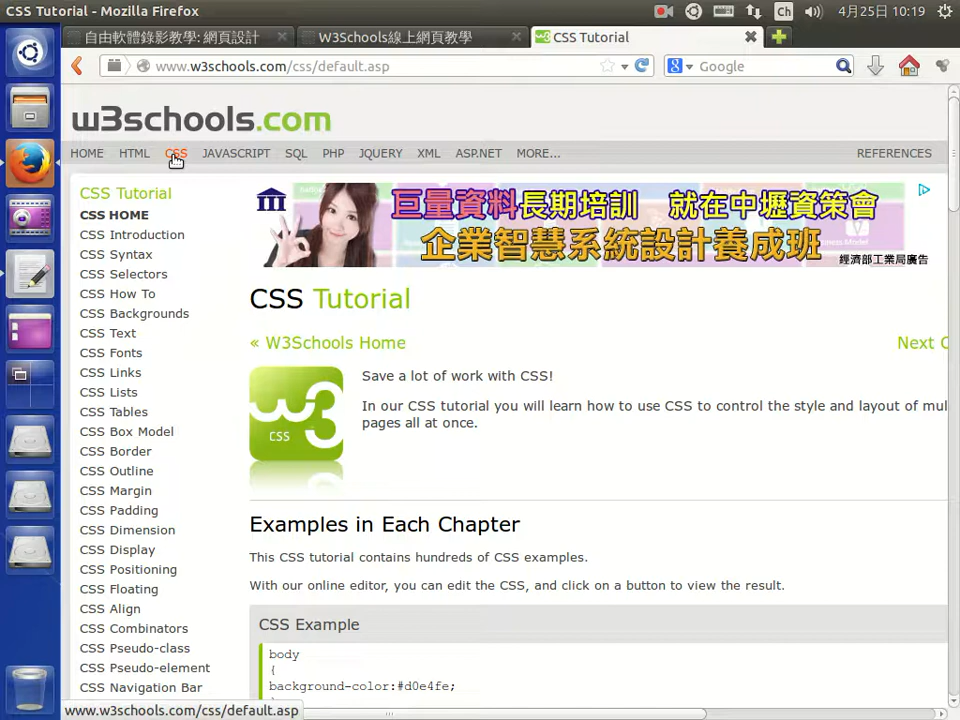 CSS Tutorial - Mozilla Firefox
Ch
4月25日 10:19
自由軟體錄影教學: 網頁設計
W3Schools線上網頁教學
CSS Tutorial
www.w3schools.com/css/default.asp
Google
w3schools.com
HOME HTML CSS JAVASCRIPT SQL PHP JQUERY XML ASP.NET MORE... REFERENCES
CSS Tutorial
CSS HOME
CSS Introduction
CSS Syntax
CSS Selectors
CSS How To
CSS Backgrounds
CSS Text
CSS Fonts
CSS Links
CSS Lists
CSS Tables
CSS Box Model
CSS Border
CSS Outline
CSS Margin
CSS Padding
CSS Dimension
CSS Display
CSS Positioning
CSS Floating
CSS Align
CSS Combinators
CSS Pseudo-class
CSS Pseudo-element
CSS Navigation Bar
巨量資料長期培訓 就在中壢資策會
企業智慧系統設計養成班
經濟部工業局廣告
CSS Tutorial
« W3Schools Home
Next C
w3
CSS
Save a lot of work with CSS!
In our CSS tutorial you will learn how to use CSS to control the style and layout of mul
pages all at once.
Examples in Each Chapter
This CSS tutorial contains hundreds of CSS examples.
With our online editor, you can edit the CSS, and click on a button to view the result.
CSS Example
body
{
background-color:#d0e4fe;
www.w3schools.com/css/default.asp